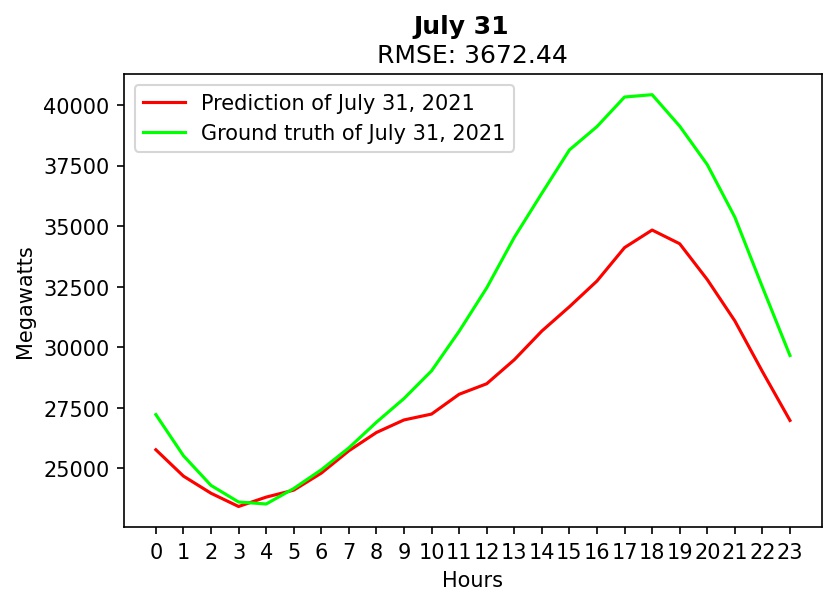 July 31
RMSE: 3672.44
Prediction of July 31, 2021
Ground truth of July 31, 2021
40000
37500
35000
32500
30000
27500
25000
Megawatts
0 1 2 3 4 5 6 7 8 9 10 11 12 13 14 15 16 17 18 19 20 21 22 23
Hours